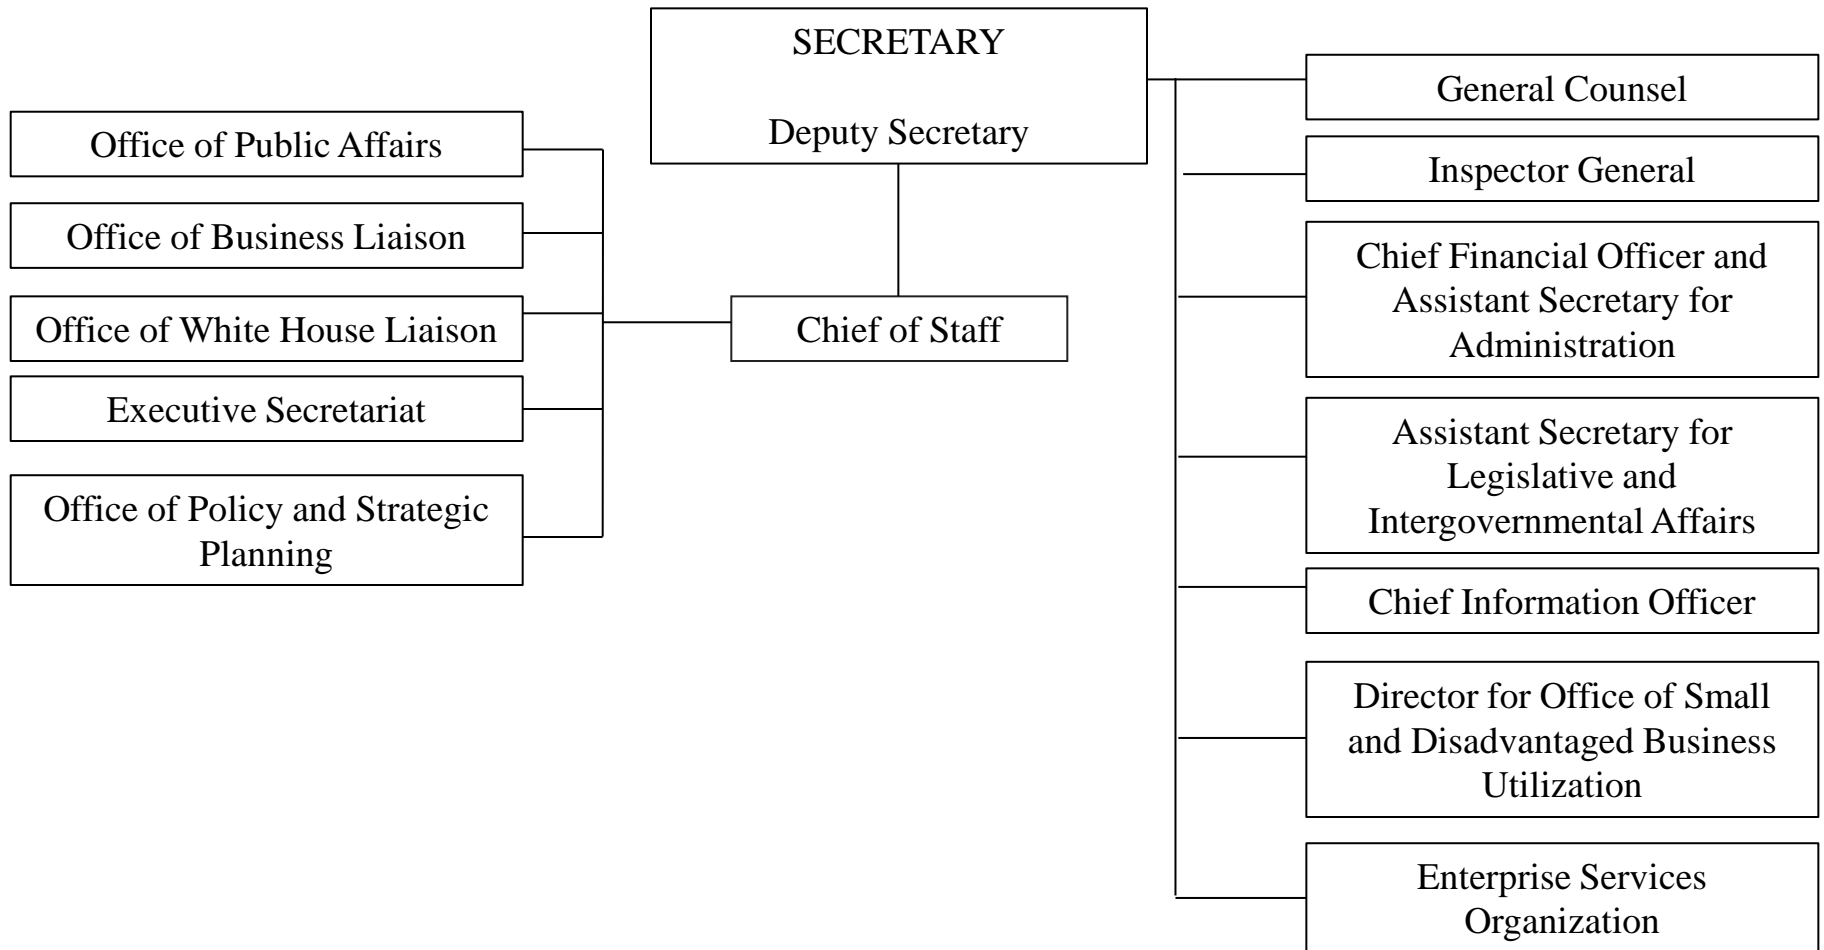 SECRETARY
Deputy Secretary
Office of Public Affairs
Office of Business Liaison
Office of White House Liaison
Executive Secretariat
Office of Policy and Strategic
Planning
Chief of Staff
General Counsel
Inspector General
Chief Financial Officer and
Assistant Secretary for
Administration
Assistant Secretary for
Legislative and
Intergovernmental Affairs
Chief Information Officer
Director for Office of Small
and Disadvantaged Business
Utilization
Enterprise Services
Organization